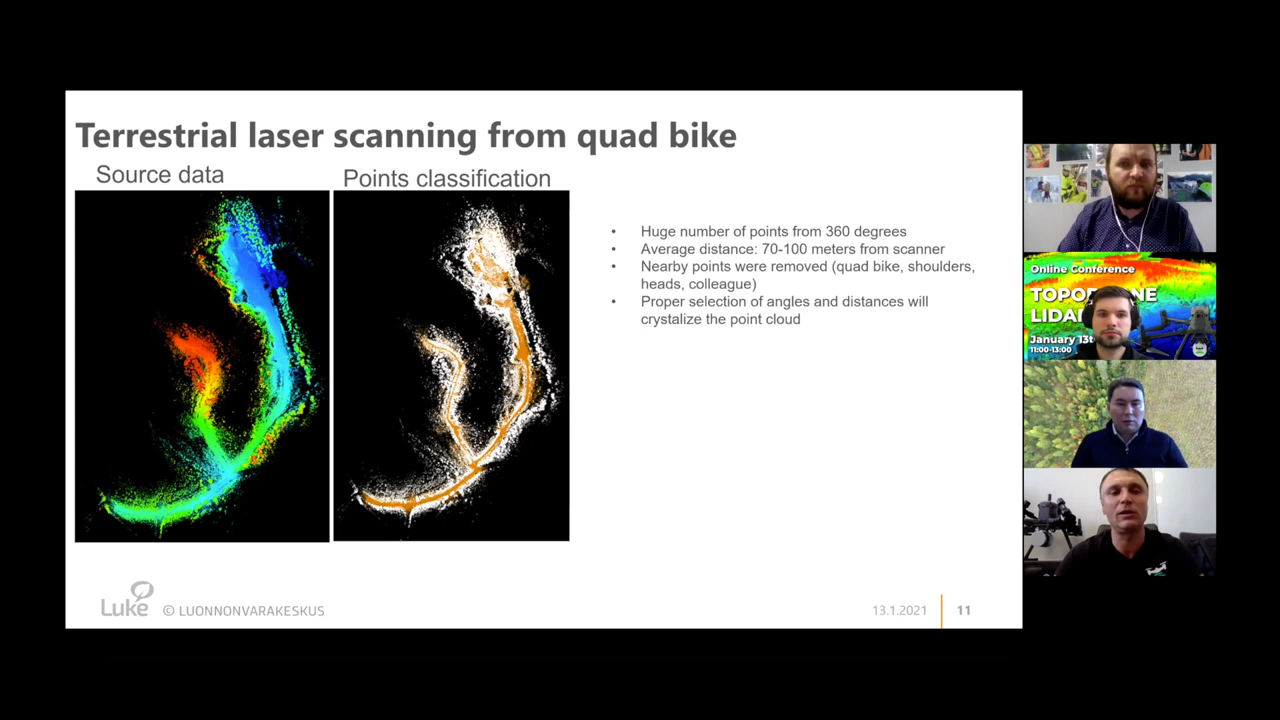 Terrestrial laser scanning from quad bike
Source data
Points classification
• Huge number of points from 360 degrees
• Average distance: 70-100 meters from scanner
• Nearby points were removed (quad bike, shoulders,
heads, colleague)
• Proper selection of angles and distances will
crystalize the point cloud
Luke © LUONNONVARAKESKUS
13.1.2021 11
Online Conference
January 13t
11:00-13:00